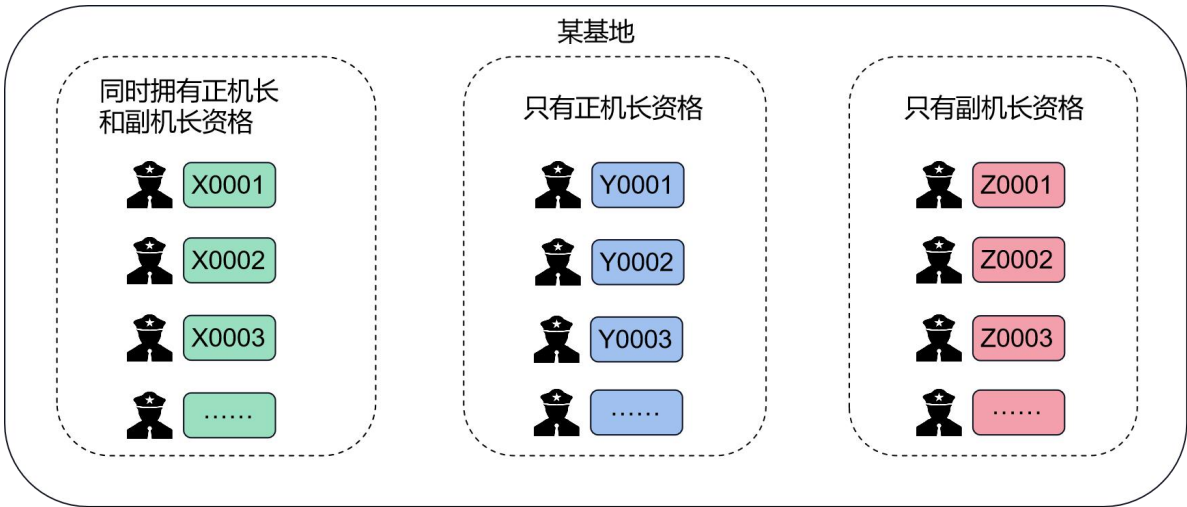 某基地
同时拥有正机长
和副机长资格
X0001
X0002
X0003
……
只有正机长资格
Y0001
Y0002
Y0003
……
只有副机长资格
Z0001
Z0002
Z0003
……